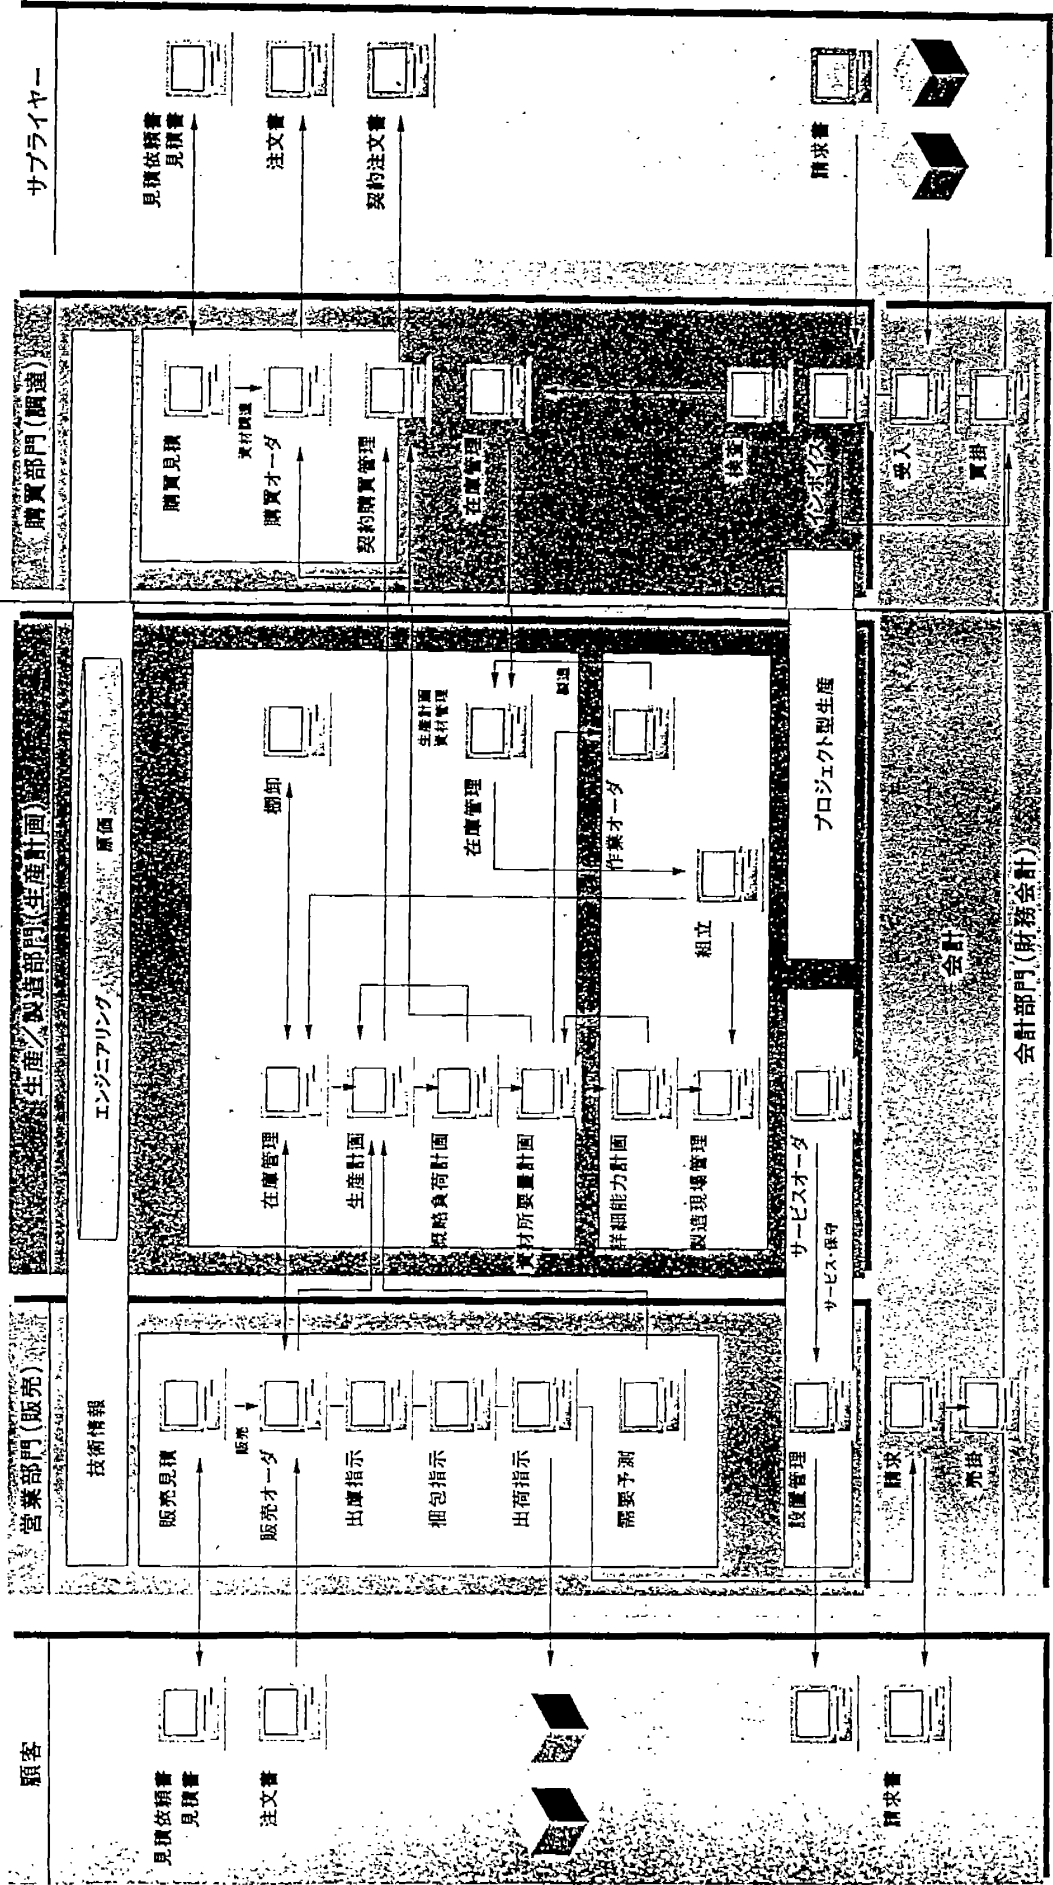 顧客
見積依頼書
見積書
注文書
請求書
営業部門(販売)
技術情報
販売見積
販売
販売オーダ
出庫指示
梱包指示
出荷指示
需要予測
設置管理
請求
売掛
生産/製造部門(生産計画)
エンジニアリング
原価
在庫管理
生産計画
概略負荷計画
資材所要量計画
詳細能力計画
製造現場管理
サービスオーダ
サービス・保守
棚卸
生産計画
資材管理
在庫管理
製造
作業オーダ
組立
プロジェクト型生産
会計
会計部門(財務会計)
購買部門(調達)
購買見積
資材調達
購買オーダ
契約購買管理
在庫管理
検査
インボイス
受入
買掛
サプライヤー
見積依頼書
見積書
注文書
契約注文書
請求書